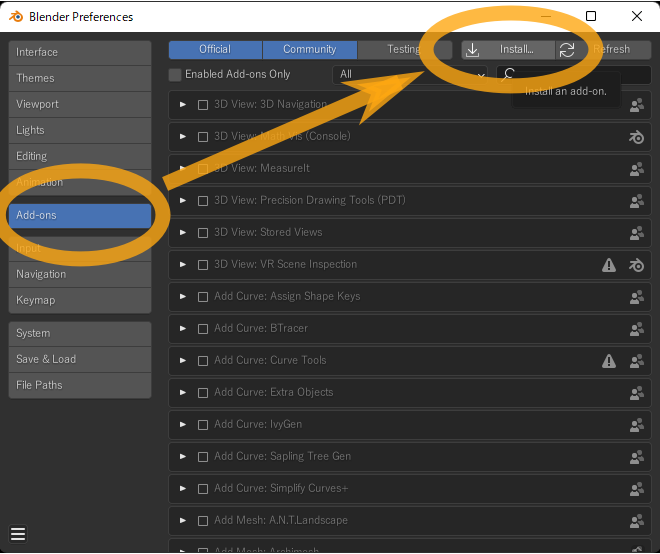 Blender Preferences
Interface
Themes
Viewport
Lights
Editing
Animation
Add-ons
Input
Navigation
Keymap
System
Save & Load
File Paths
Official Community Testing Install... Refresh
Enabled Add-ons Only All
Install an add-on.
3D View: 3D Navigation
3D View: Math Vis (Console)
3D View: MeasureIt
3D View: Precision Drawing Tools (PDT)
3D View: Stored Views
3D View: VR Scene Inspection
Add Curve: Assign Shape Keys
Add Curve: BTracer
Add Curve: Curve Tools
Add Curve: Extra Objects
Add Curve: IvyGen
Add Curve: Sapling Tree Gen
Add Curve: Simplify Curves+
Add Mesh: A.N.T.Landscape
Add Mesh: Archimesh